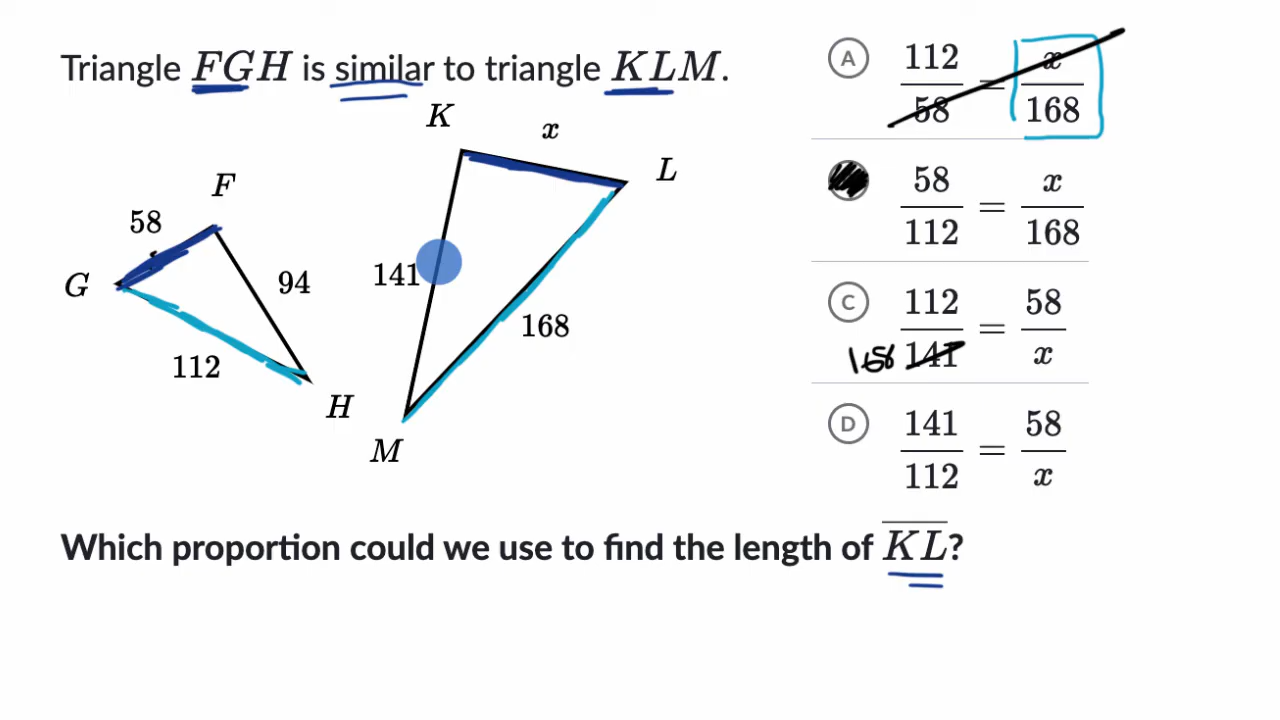 Triangle FGH is similar to triangle KLM.
K
x
L
F
58
G
94
141
168
112
H
M
A 112/58 = x/168
58/112 = x/168
C 112/141 = 58/x
168
D 141/112 = 58/x
Which proportion could we use to find the length of KL?